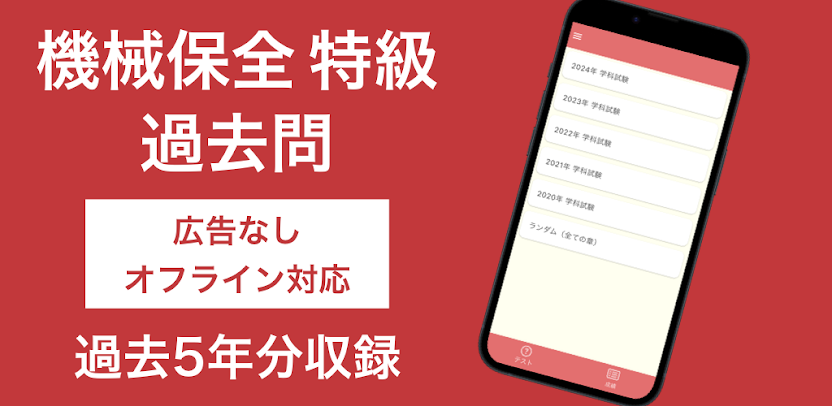 機械保全 特級
過去問
広告なし
オフライン対応
過去5年分収録
2024年 学科試験
2023年 学科試験
2022年 学科試験
2021年 学科試験
2020年 学科試験
ランダム（全ての章）
テスト
成績